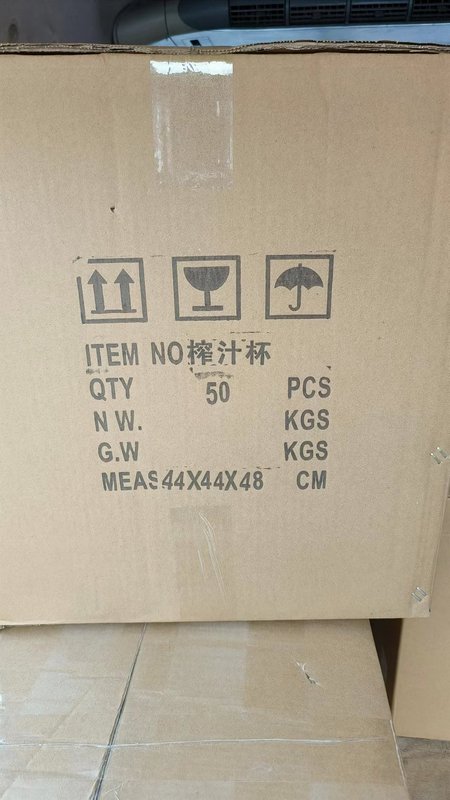 ITEM NO榨汁杯
QTY 50 PCS
N W. KGS
G.W KGS
MEAS44X44X48 CM